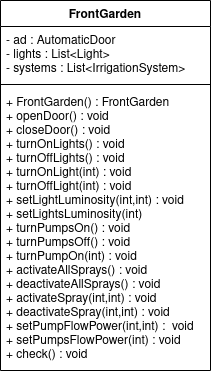 FrontGarden
- ad : AutomaticDoor
- lights : List<Light>
- systems : List<IrrigationSystem>
+ FrontGarden() : FrontGarden
+ openDoor() : void
+ closeDoor() : void
+ turnOnLights() : void
+ turnOffLights() : void
+ turnOnLight(int) : void
+ turnOffLight(int) : void
+ setLightLuminosity(int,int) : void
+ setLightsLuminosity(int)
+ turnPumpsOn() : void
+ turnPumpsOff() : void
+ turnPumpOn(int) : void
+ activateAllSprays() : void
+ deactivateAllSprays() : void
+ activateSpray(int,int) : void
+ deactivateSpray(int,int) : void
+ setPumpFlowPower(int,int) :  void
+ setPumpsFlowPower(int) : void
+ check() : void